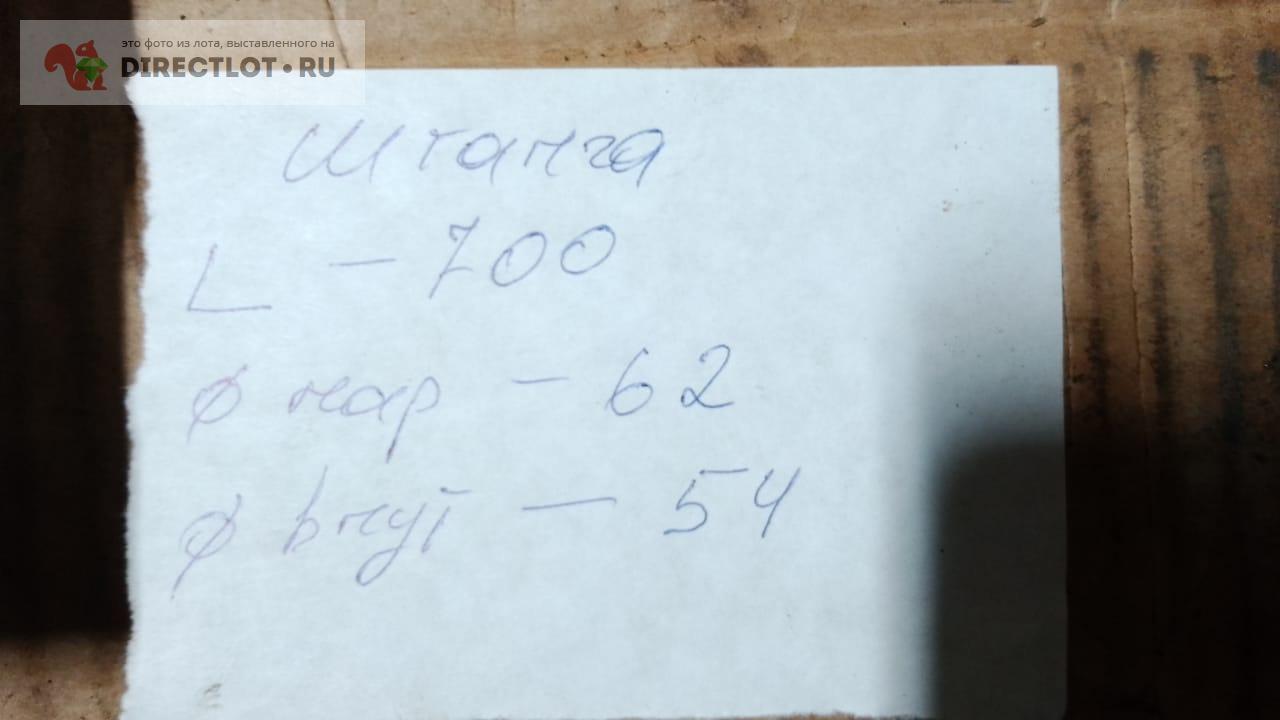 это фото из лота, выставленного на
DIRECTLOT.RU
Штанга
L – 700
⌀ нар – 62
⌀ внут – 54